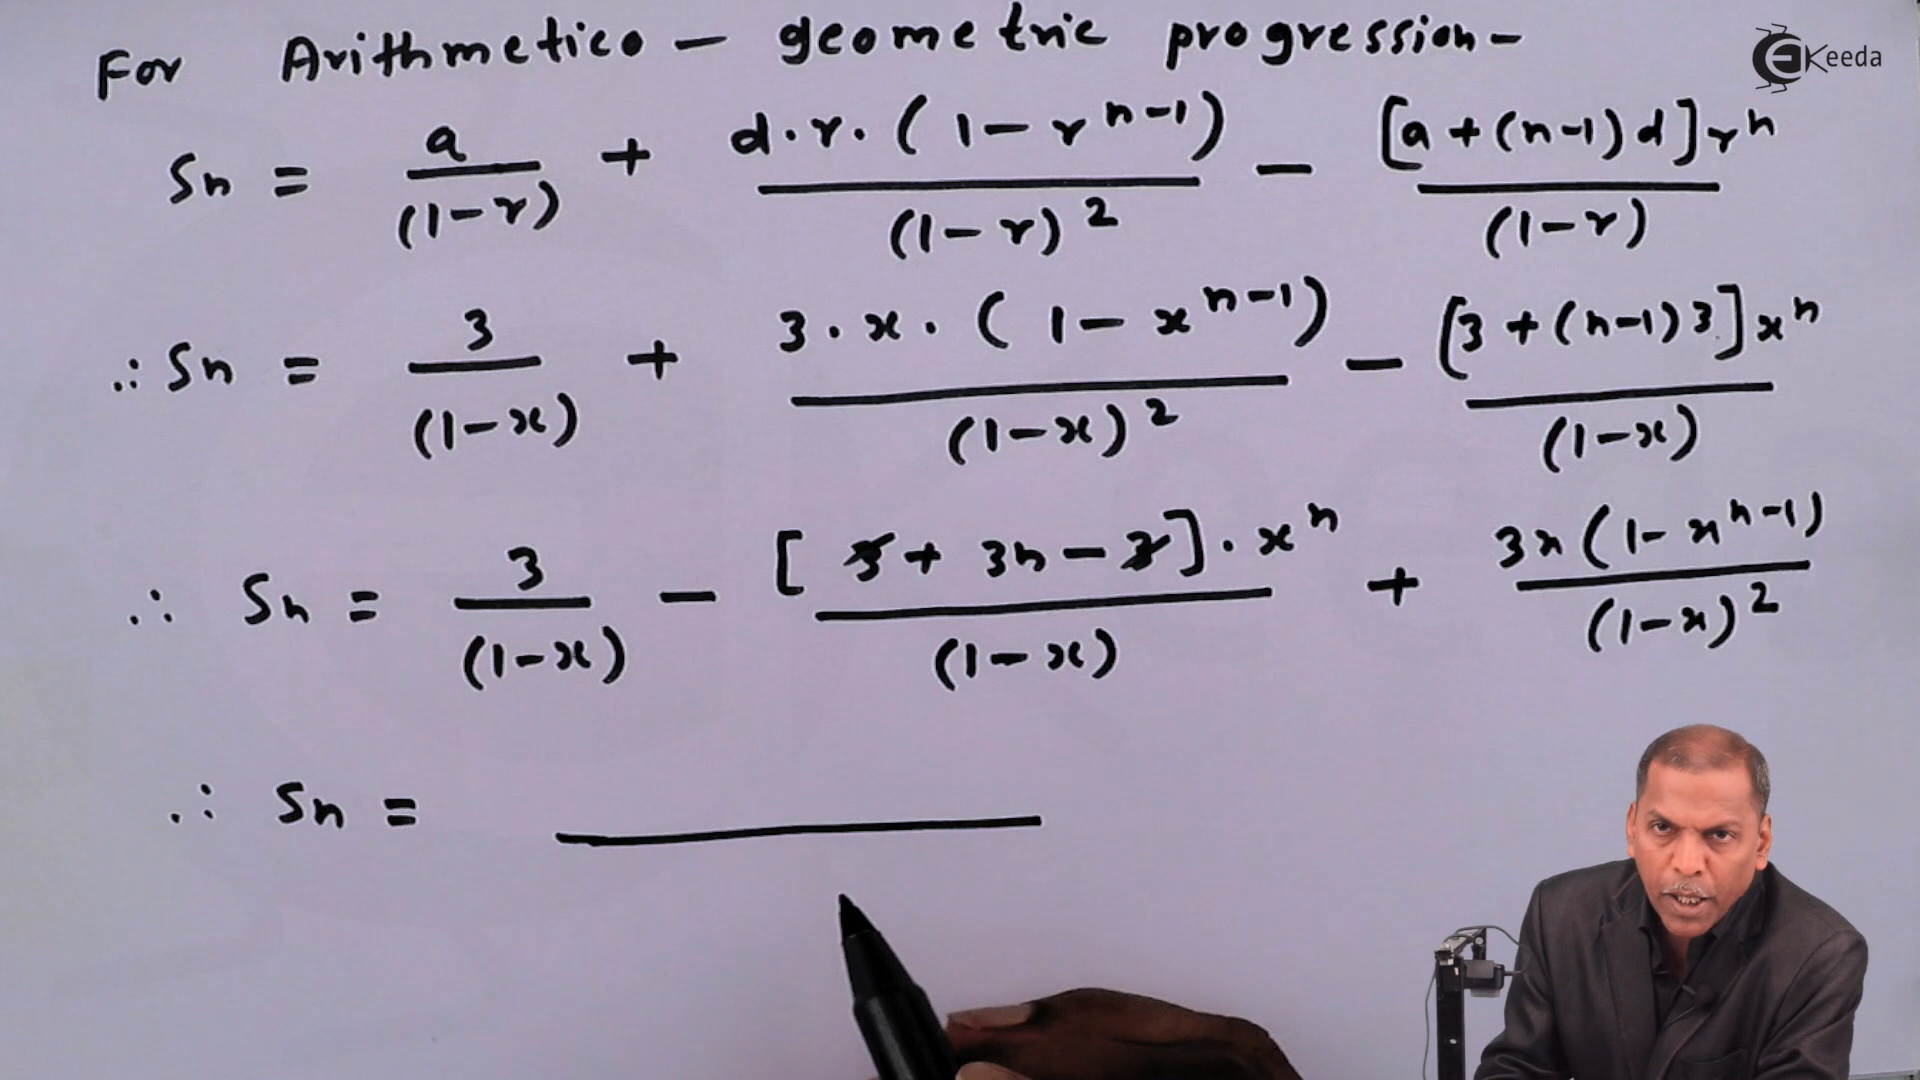 For Arithmetico - geometric progression-
EKeeda
Sn = a/(1-r) + d.r.(1-r^n-1)/(1-r)^2 - [a+(n-1)d]r^n/(1-r)
∴ Sn = 3/(1-x) + 3.x.(1-x^n-1)/(1-x)^2 - [3+(n-1)3]x^n/(1-x)
∴ Sn = 3/(1-x) - [3+3n-3].x^n/(1-x) + 3x(1-x^n-1)/(1-x)^2
∴ Sn =